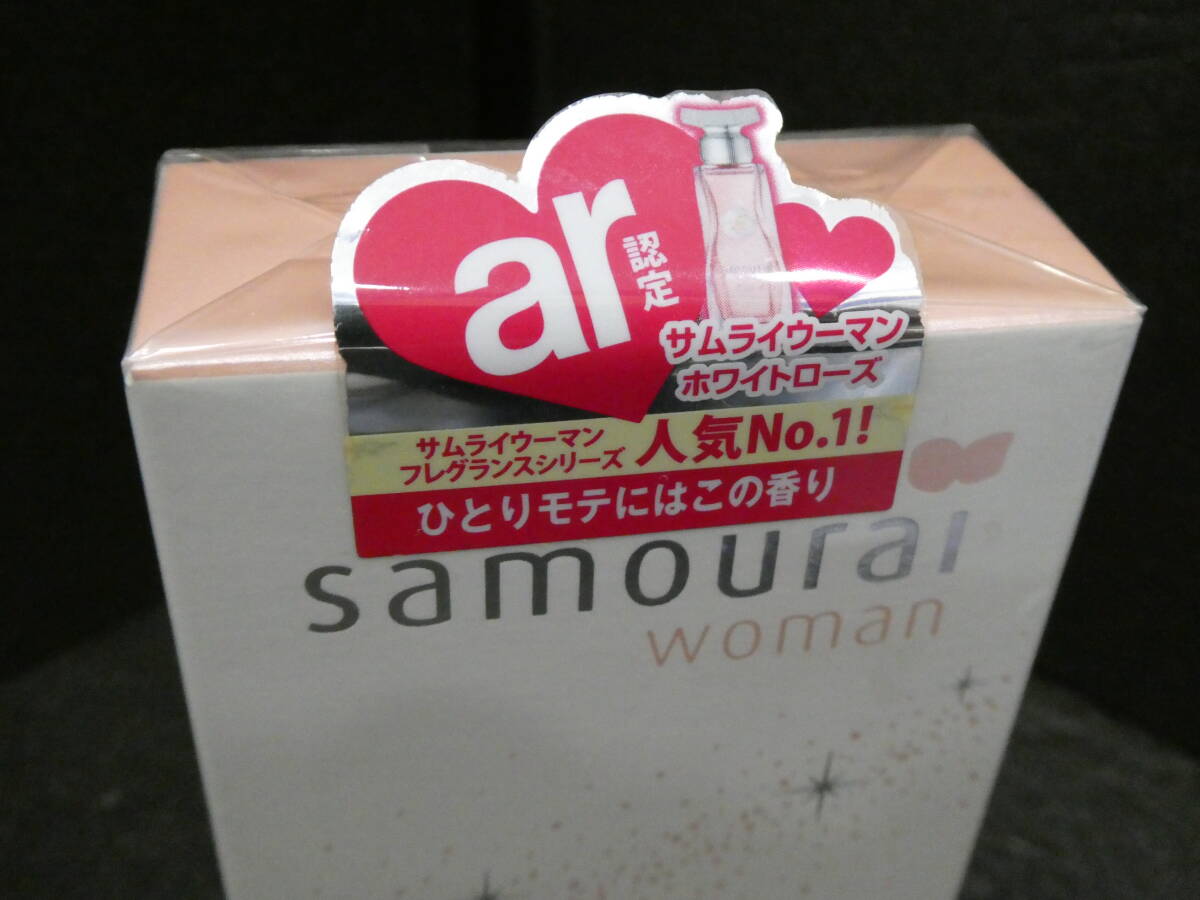 ar
認定
サムライウーマン
ホワイトローズ
サムライウーマン
フレグランスシリーズ
人気No.1!
ひとりモテにはこの香り
samourai
woman